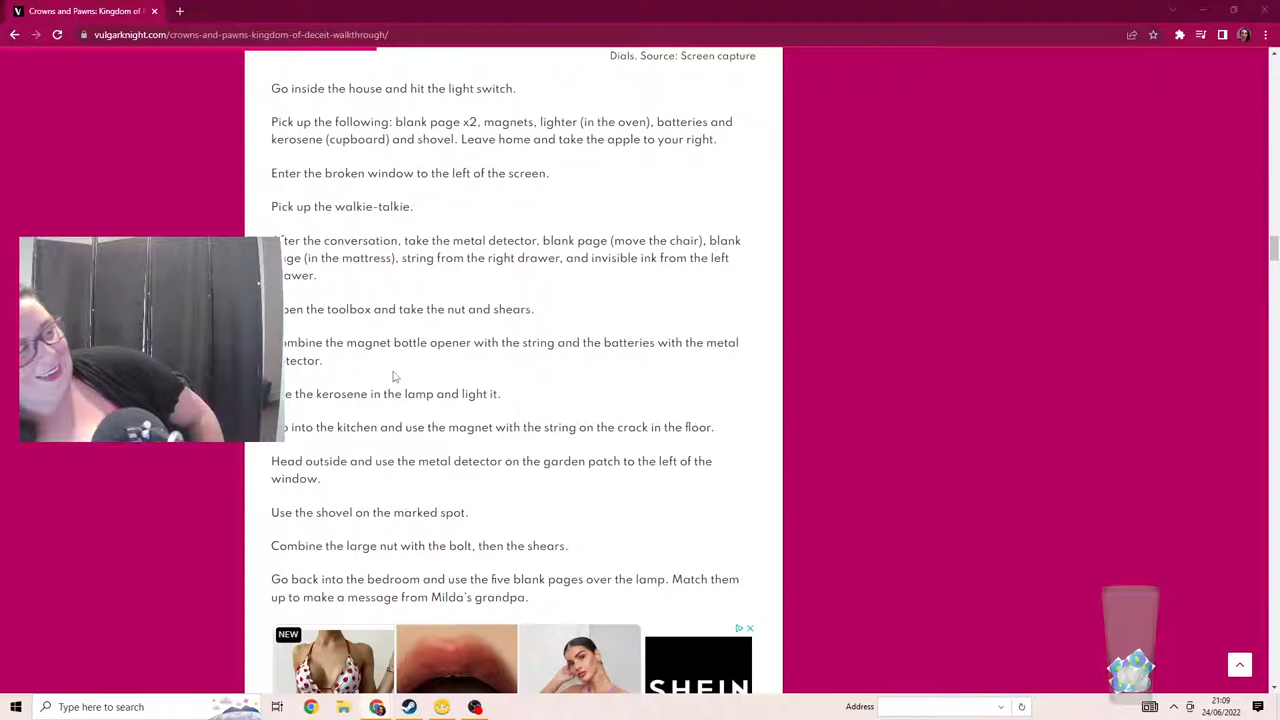 Crowns and Pawns: Kingdom of
vulgarknight.com/crowns-and-pawns-kingdom-of-deceit-walkthrough/
Dials. Source: Screen capture
Go inside the house and hit the light switch.
Pick up the following: blank page x2, magnets, lighter (in the oven), batteries and
kerosene (cupboard) and shovel. Leave home and take the apple to your right.
Enter the broken window to the left of the screen.
Pick up the walkie-talkie.
ter the conversation, take the metal detector, blank page (move the chair), blank
ge (in the mattress), string from the right drawer, and invisible ink from the left
awer.
pen the toolbox and take the nut and shears.
ombine the magnet bottle opener with the string and the batteries with the metal
tector.
e the kerosene in the lamp and light it.
o into the kitchen and use the magnet with the string on the crack in the floor.
Head outside and use the metal detector on the garden patch to the left of the
window.
Use the shovel on the marked spot.
Combine the large nut with the bolt, then the shears.
Go back into the bedroom and use the five blank pages over the lamp. Match them
up to make a message from Milda's grandpa.
NEW
SHEIN
Type here to search
Address
21:09
24/06/2022